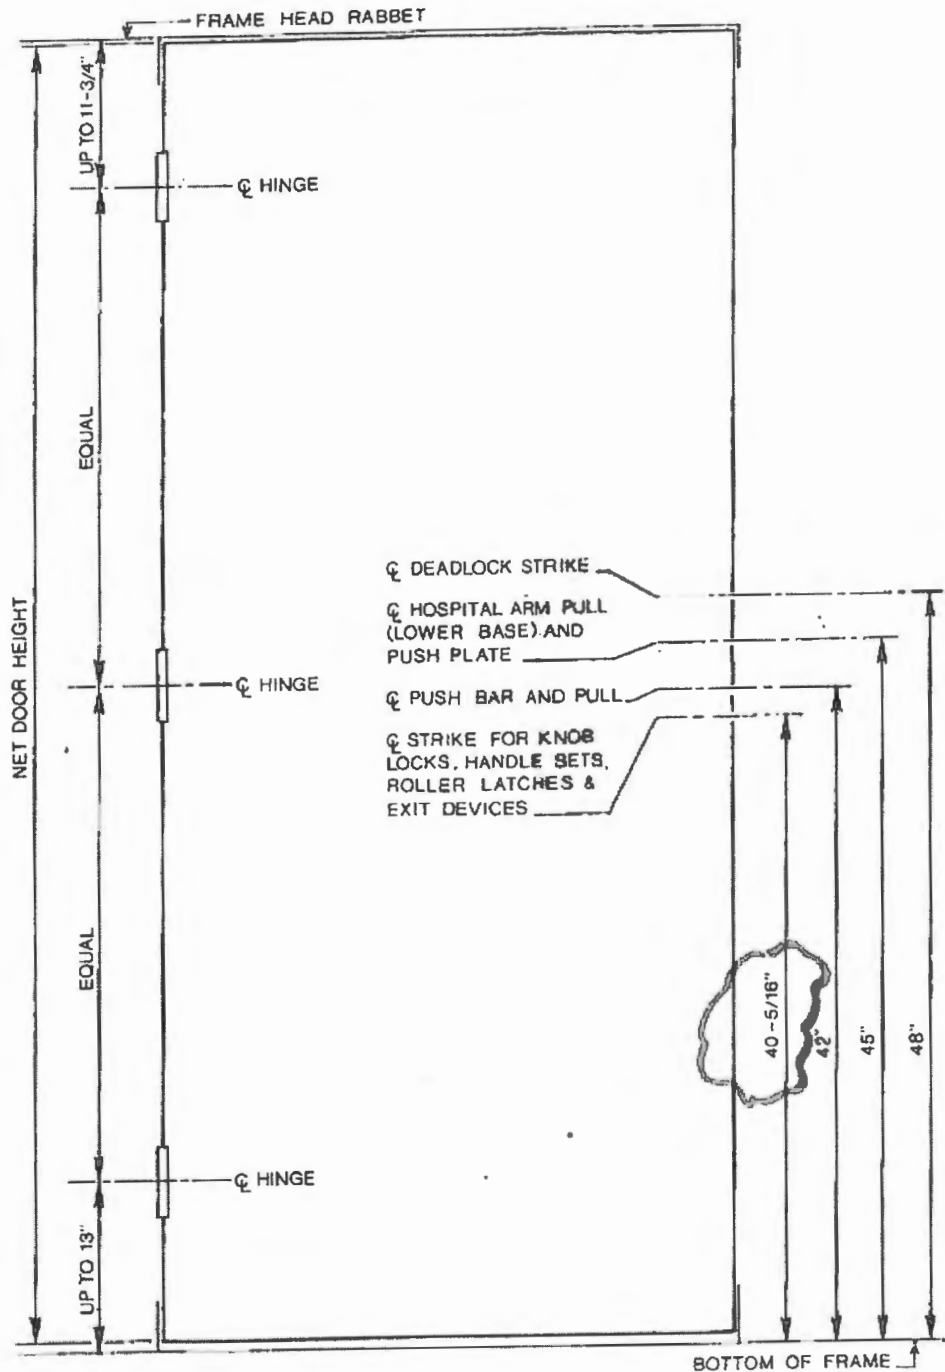 FRAME HEAD RABBET
UP TO 11-3/4"
℄ HINGE
EQUAL
NET DOOR HEIGHT
℄ DEADLOCK STRIKE
℄ HOSPITAL ARM PULL
(LOWER BASE) AND
PUSH PLATE
℄ HINGE
℄ PUSH BAR AND PULL
℄ STRIKE FOR KNOB
LOCKS, HANDLE SETS,
ROLLER LATCHES &
EXIT DEVICES
EQUAL
40-5/16"
42"
45"
48"
℄ HINGE
UP TO 13"
BOTTOM OF FRAME